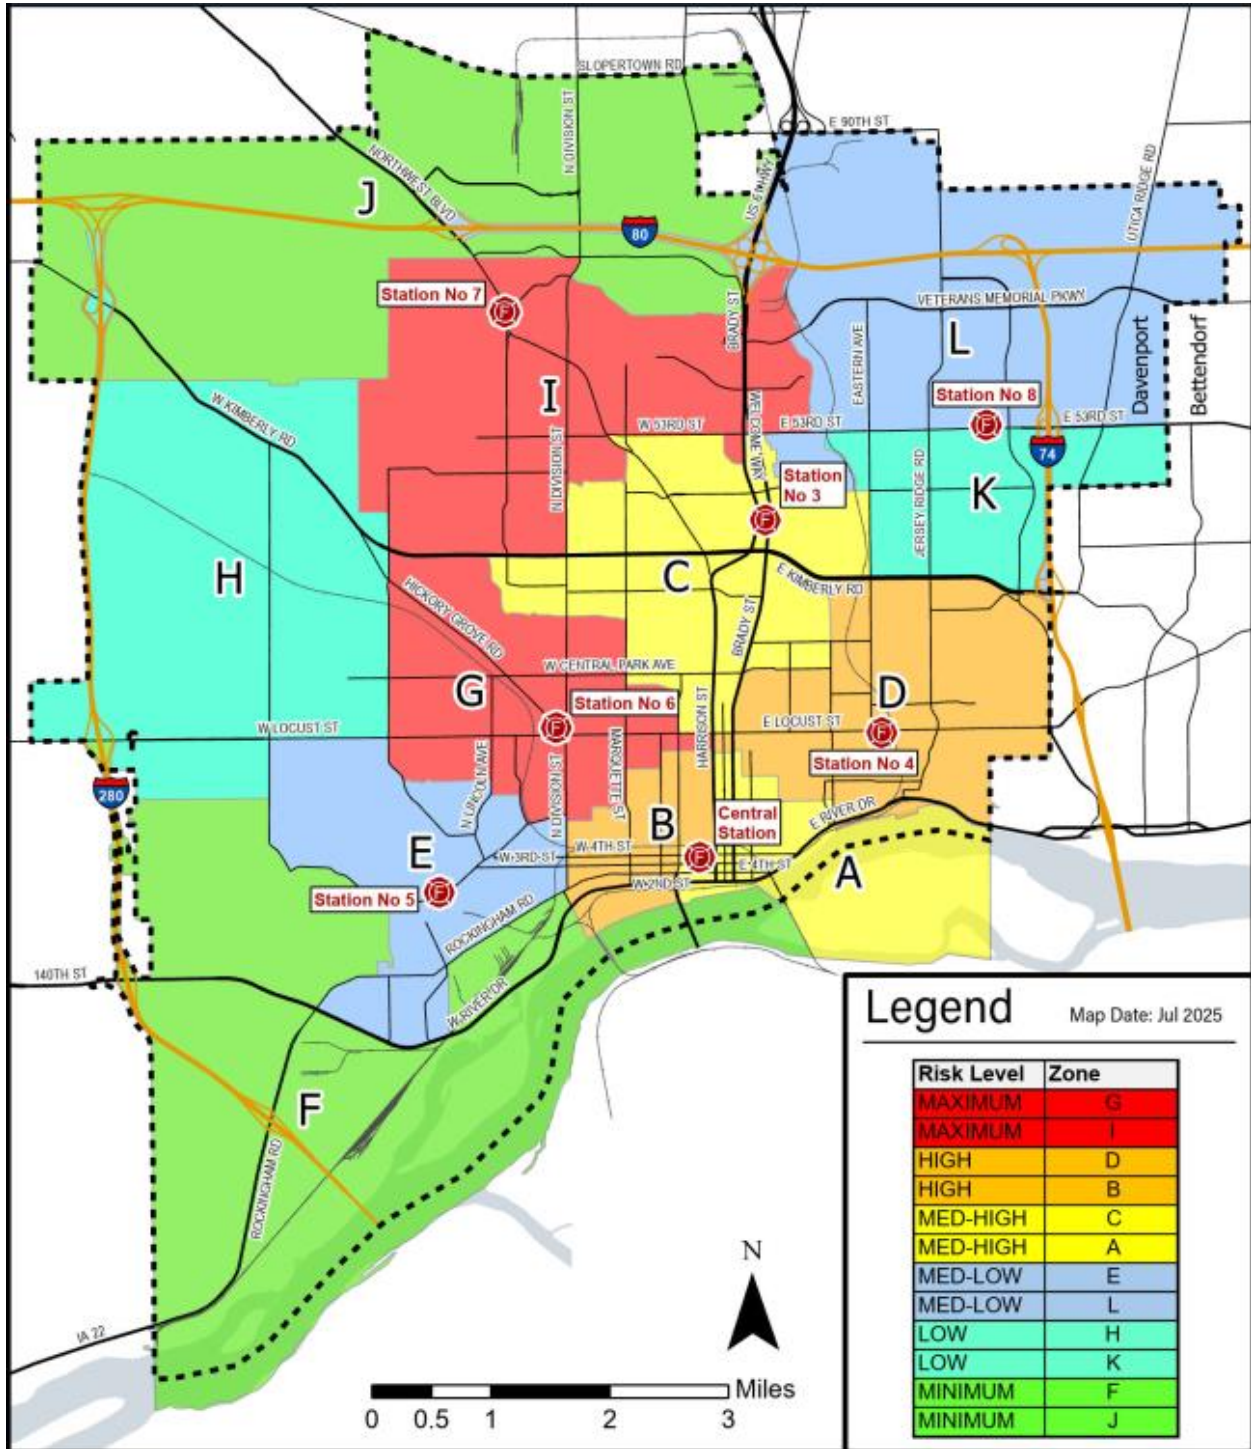 SLOPERTOWN RD
E 90TH ST
N DIVISION ST
NORTHWEST BLVD
US 61 HWY
UTICA RIDGE RD
J
80
Station No 7
F
BRADY ST
VETERANS MEMORIAL PKWY
EASTERN AVE
L
Davenport
Bettendorf
I
W KIMBERLY RD
Station No 8
F
W 53RD ST
E 53RD ST
WELCOME WAY
N DIVISION ST
74
Station
No 3
F
JERSEY RIDGE RD
K
H
C
E KIMBERLY RD
HICKORY GROVE RD
BRADY ST
W CENTRAL PARK AVE
G
Station No 6
F
HARRISON ST
D
W LOCUST ST
E LOCUST ST
F
Station No 4
MARQUETTE ST
N LINCOLN AVE
N DIVISION ST
280
Central
Station
B
E RIVER DR
E
W 4TH ST
W 3RD ST
F
E 4TH ST
A
W 2ND ST
Station No 5
F
ROCKINGHAM RD
140TH ST
W RIVER DR
F
ROCKINGHAM RD
IA 22
N
Miles
0 0.5 1 2 3
Legend
Map Date: Jul 2025
Risk Level Zone
MAXIMUM G
MAXIMUM I
HIGH D
HIGH B
MED-HIGH C
MED-HIGH A
MED-LOW E
MED-LOW L
LOW H
LOW K
MINIMUM F
MINIMUM J